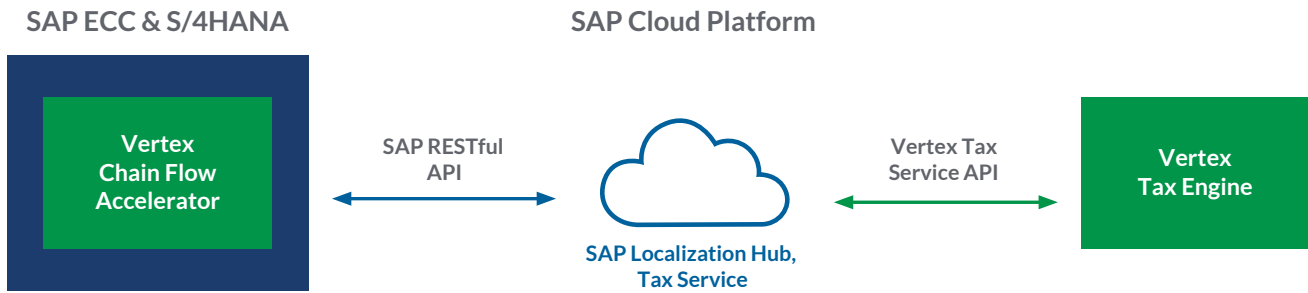 SAP ECC & S/4HANA
SAP Cloud Platform
Vertex
Chain Flow
Accelerator
SAP RESTful
API
SAP Localization Hub,
Tax Service
Vertex Tax
Service API
Vertex
Tax Engine